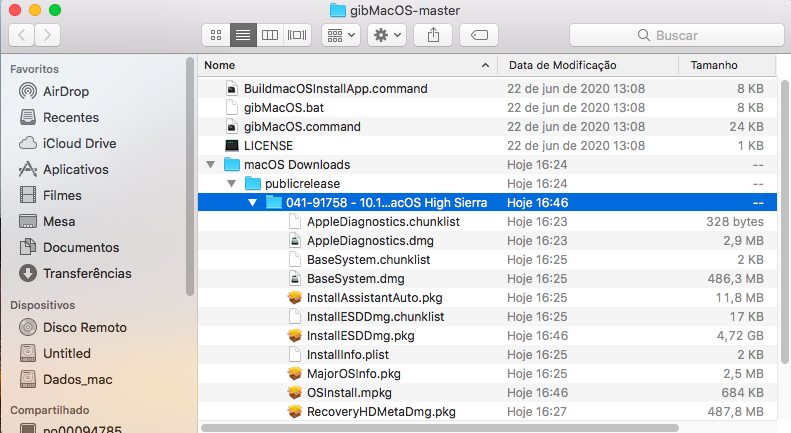 gibMacOS-master
Buscar
Favoritos
AirDrop
Recentes
iCloud Drive
Aplicativos
Filmes
Mesa
Documentos
Transferências
Dispositivos
Disco Remoto
Untitled
Dados_mac
Compartilhado
no00094785
Nome Data de Modificação Tamanho
BuildmacOSInstallApp.command 22 de jun de 2020 13:08 8 KB
gibMacOS.bat 22 de jun de 2020 13:08 8 KB
gibMacOS.command 22 de jun de 2020 13:08 24 KB
LICENSE 22 de jun de 2020 13:08 1 KB
macOS Downloads Hoje 16:24 --
publicrelease Hoje 16:24 --
041-91758 - 10.1...acOS High Sierra Hoje 16:46 --
AppleDiagnostics.chunklist Hoje 16:23 328 bytes
AppleDiagnostics.dmg Hoje 16:23 2,9 MB
BaseSystem.chunklist Hoje 16:25 2 KB
BaseSystem.dmg Hoje 16:25 486,3 MB
InstallAssistantAuto.pkg Hoje 16:25 11,8 MB
InstallESDDmg.chunklist Hoje 16:25 17 KB
InstallESDDmg.pkg Hoje 16:46 4,72 GB
InstallInfo.plist Hoje 16:25 2 KB
MajorOSInfo.pkg Hoje 16:25 2,5 MB
OSInstall.mpkg Hoje 16:46 684 KB
RecoveryHDMetaDmg.pkg Hoje 16:27 487,8 MB